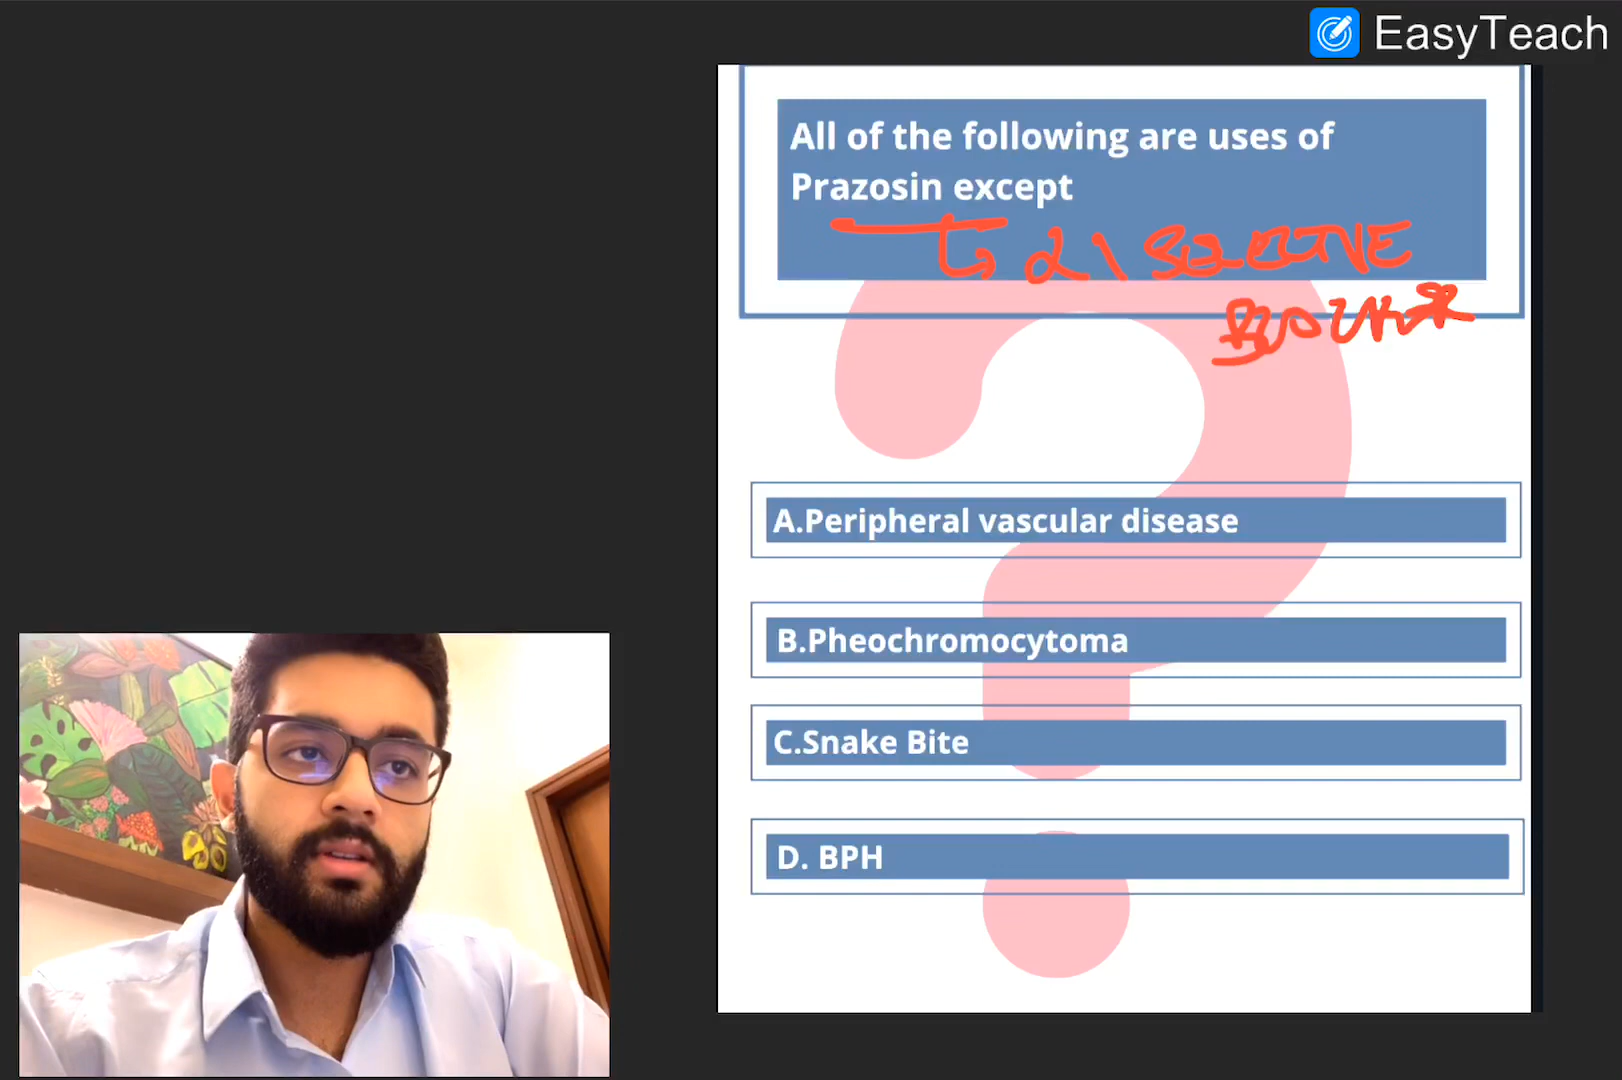 EasyTeach
All of the following are uses of
Prazosin except
α1 SELECTIVE
BLOCKER
A.Peripheral vascular disease
B.Pheochromocytoma
C.Snake Bite
D. BPH